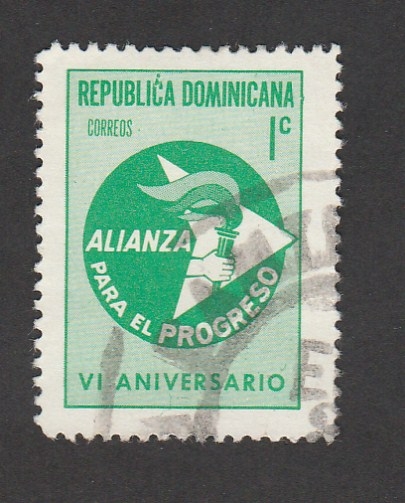 REPUBLICA DOMINICANA
CORREOS
1c
ALIANZA
PARA EL PROGRESO
VI ANIVERSARIO